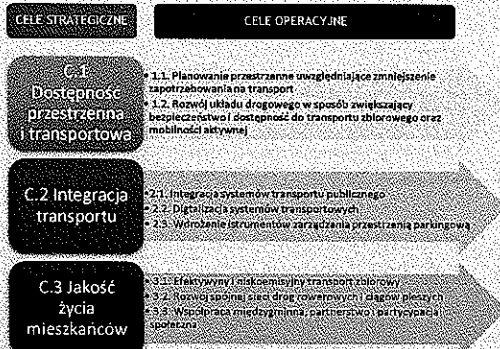 CELE STRATEGICZNE
CELE OPERACYJNE
C.1
Dostępność
przestrzenna
i transportowa
• 1.1. Planowanie przestrzenne uwzględniające zmniejszenie
zapotrzebowania na transport
• 1.2. Rozwój układu drogowego w sposób zwiększający
bezpieczeństwo i dostępność do transportu zbiorowego oraz
mobilności aktywnej
C.2 Integracja
transportu
• 2.1. Integracja systemów transportu publicznego
• 2.2. Digitalizacja systemów transportowych
• 2.3. Wdrożenie istrumentów zarządzania przestrzenią parkingową
C.3 Jakość
życia
mieszkańców
• 3.1. Efektywyny i niskoemisyjny transport zbiorowy
• 3.2. Rozwój spójnej sieci dróg rowerowych i ciągów pieszych
• 3.3. Współpraca międzygminna, partnerstwo i partycypacja
społeczna